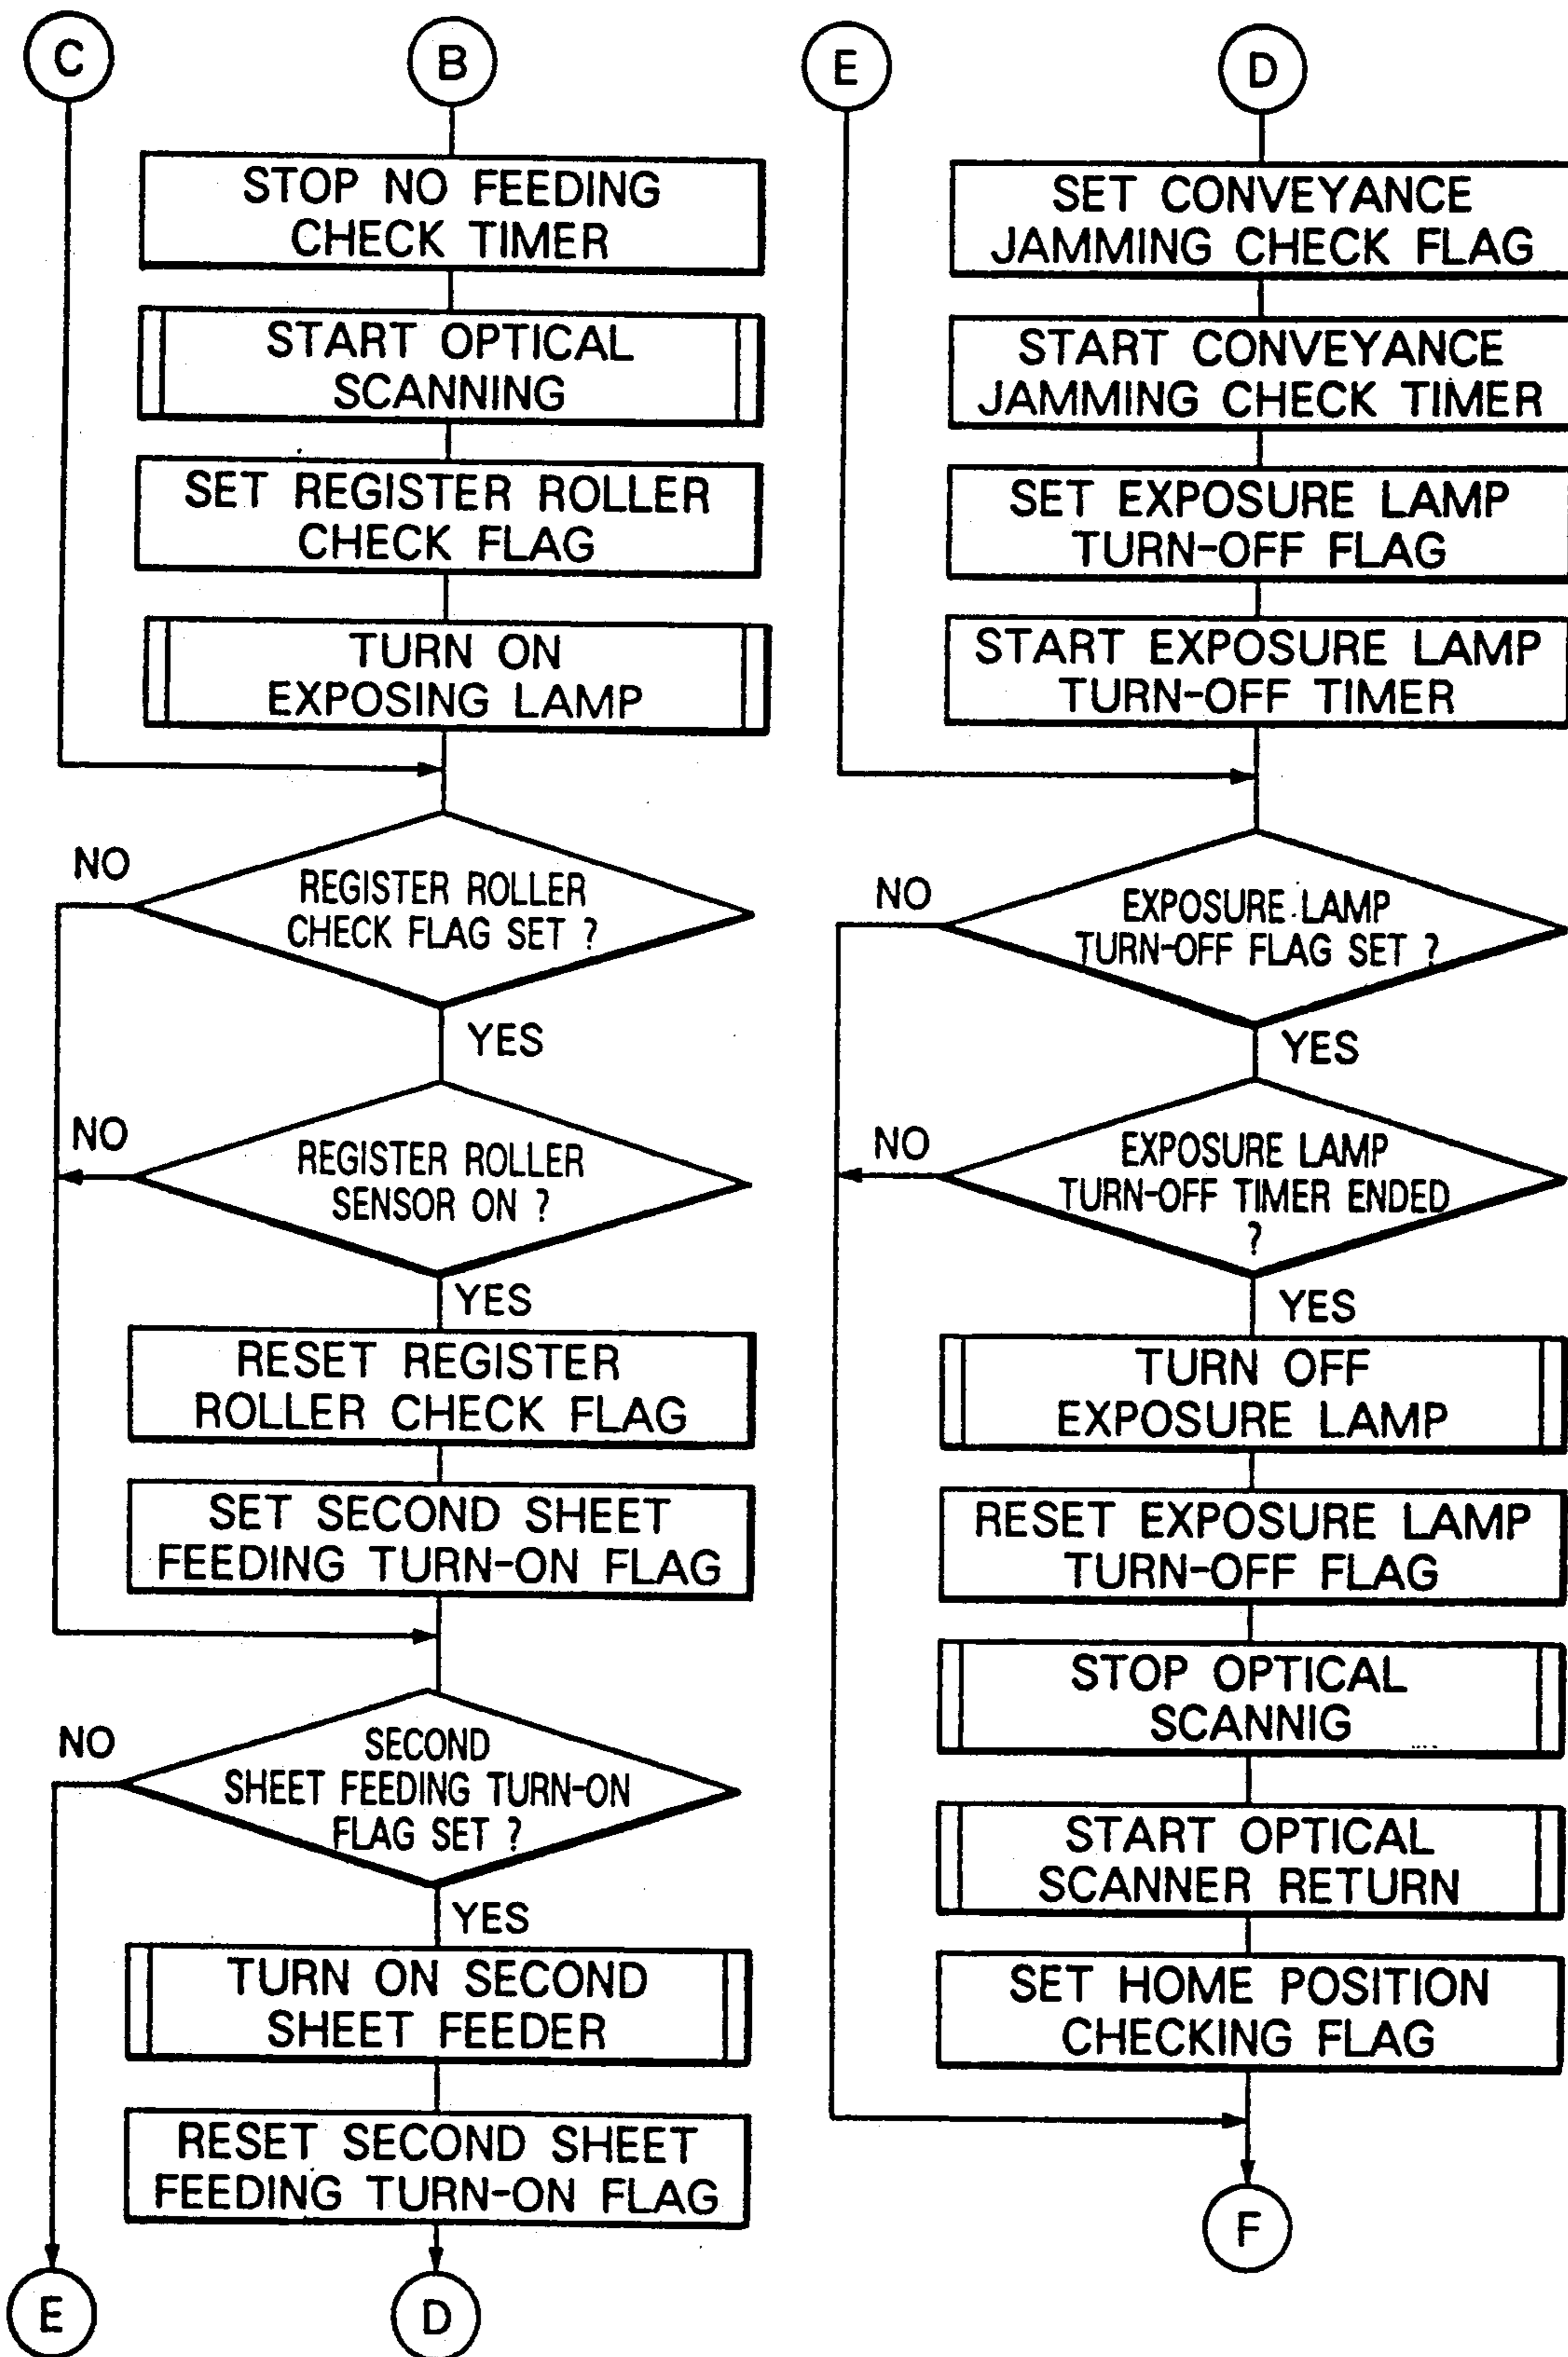 C
B
STOP NO FEEDING
CHECK TIMER
START OPTICAL
SCANNING
SET REGISTER ROLLER
CHECK FLAG
TURN ON
EXPOSING LAMP
NO
REGISTER ROLLER
CHECK FLAG SET ?
YES
NO
REGISTER ROLLER
SENSOR ON ?
YES
RESET REGISTER
ROLLER CHECK FLAG
SET SECOND SHEET
FEEDING TURN-ON FLAG
NO
SECOND
SHEET FEEDING TURN-ON
FLAG SET ?
YES
TURN ON SECOND
SHEET FEEDER
RESET SECOND SHEET
FEEDING TURN-ON FLAG
E
D
E
D
SET CONVEYANCE
JAMMING CHECK FLAG
START CONVEYANCE
JAMMING CHECK TIMER
SET EXPOSURE LAMP
TURN-OFF FLAG
START EXPOSURE LAMP
TURN-OFF TIMER
NO
EXPOSURE LAMP
TURN-OFF FLAG SET ?
YES
NO
EXPOSURE LAMP
TURN-OFF TIMER ENDED
?
YES
TURN OFF
EXPOSURE LAMP
RESET EXPOSURE LAMP
TURN-OFF FLAG
STOP OPTICAL
SCANNIG
START OPTICAL
SCANNER RETURN
SET HOME POSITION
CHECKING FLAG
F